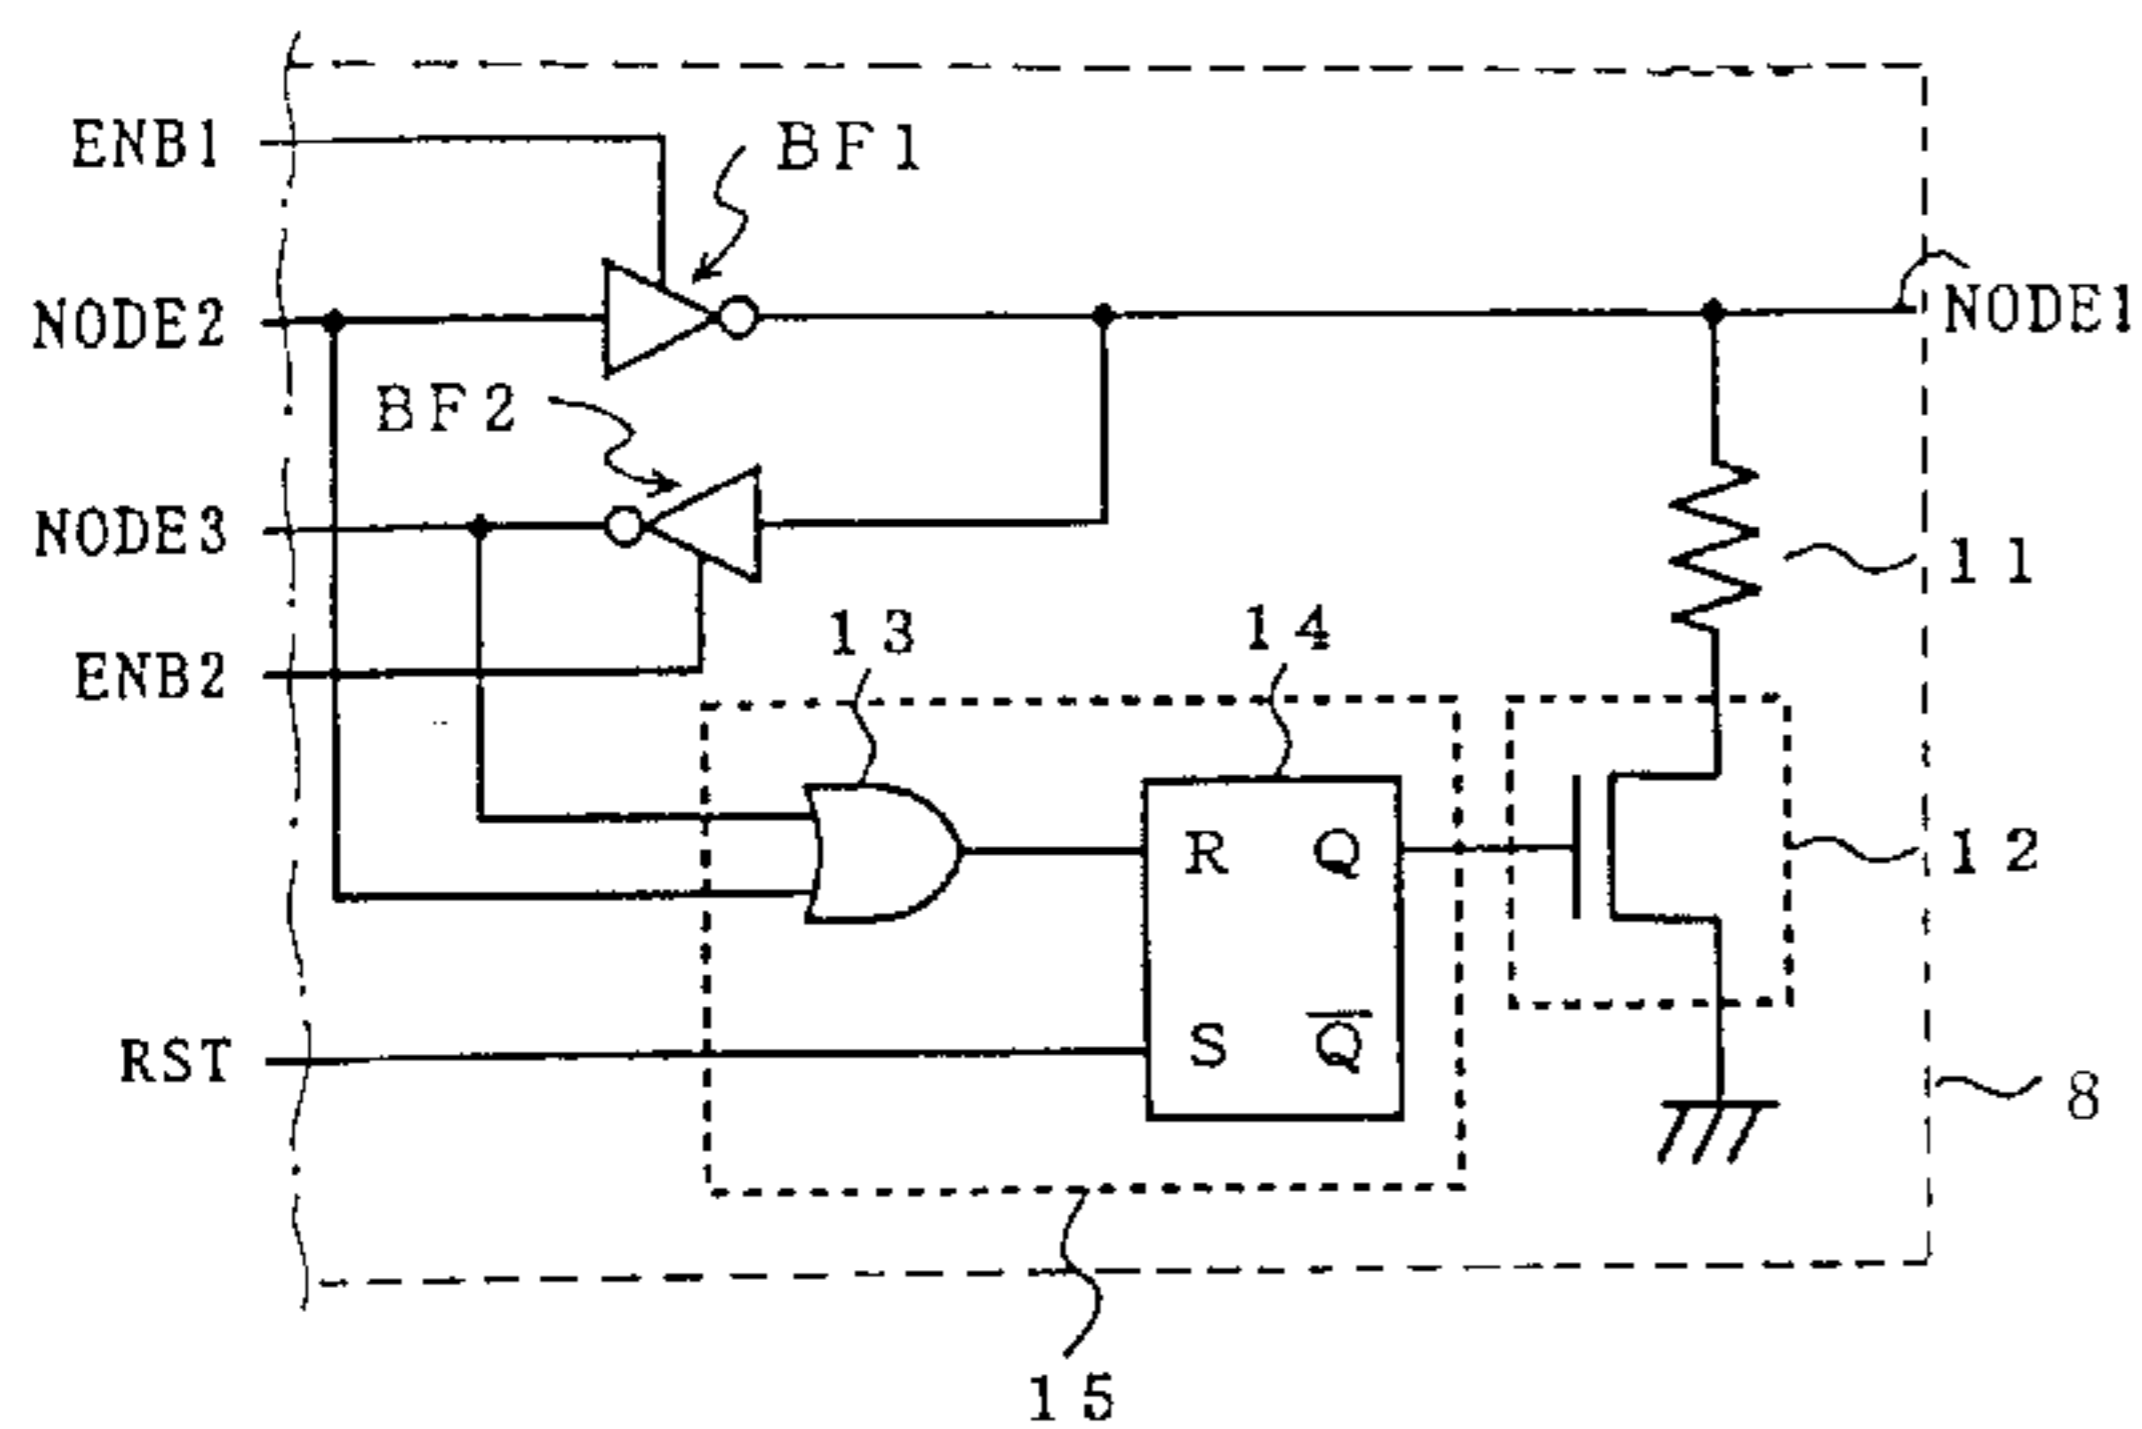 ENB1
BF1
NODE2
NODE1
BF2
NODE3
11
13
14
ENB2
R Q
12
S Q̅
RST
8
15